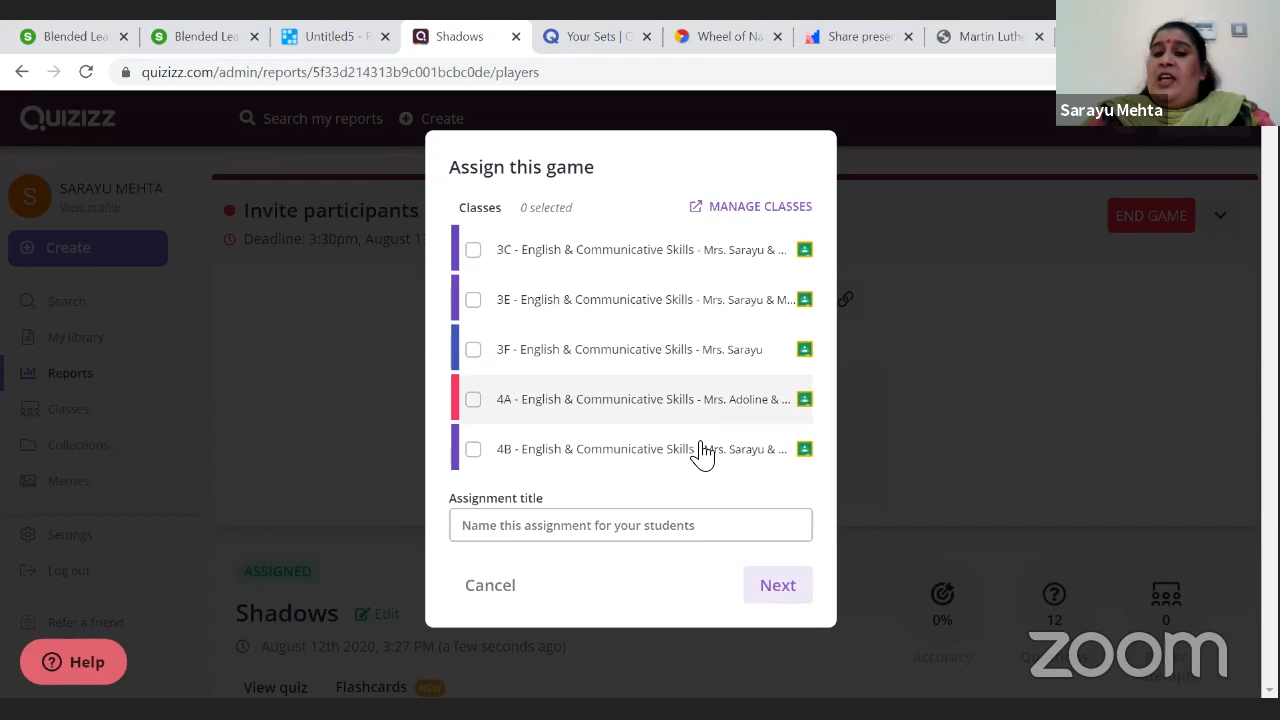 Blended Lea
Blended Lea
Untitled5 - R
Shadows
Your Sets | Q
Wheel of Na
Share preser
Martin Luthe
quizizz.com/admin/reports/5f33d214313b9c001bcbc0de/players
Sarayu Mehta
QUIZIZZ
Search my reports
Create
SARAYU MEHTA
View profile
Create
Search
My library
Reports
Classes
Collections
Memes
Settings
Log out
Refer a friend
Help
Invite participants
Deadline: 3:30pm, August 1
END GAME
Assign this game
Classes 0 selected MANAGE CLASSES
3C - English & Communicative Skills - Mrs. Sarayu & ...
3E - English & Communicative Skills - Mrs. Sarayu & M...
3F - English & Communicative Skills - Mrs. Sarayu
4A - English & Communicative Skills - Mrs. Adoline & ...
4B - English & Communicative Skills - Mrs. Sarayu & ...
Assignment title
Name this assignment for your students
Cancel
Next
ASSIGNED
Shadows Edit
August 12th 2020, 3:27 PM (a few seconds ago)
View quiz Flashcards NEW
0%
Accuracy
12
0
zoom